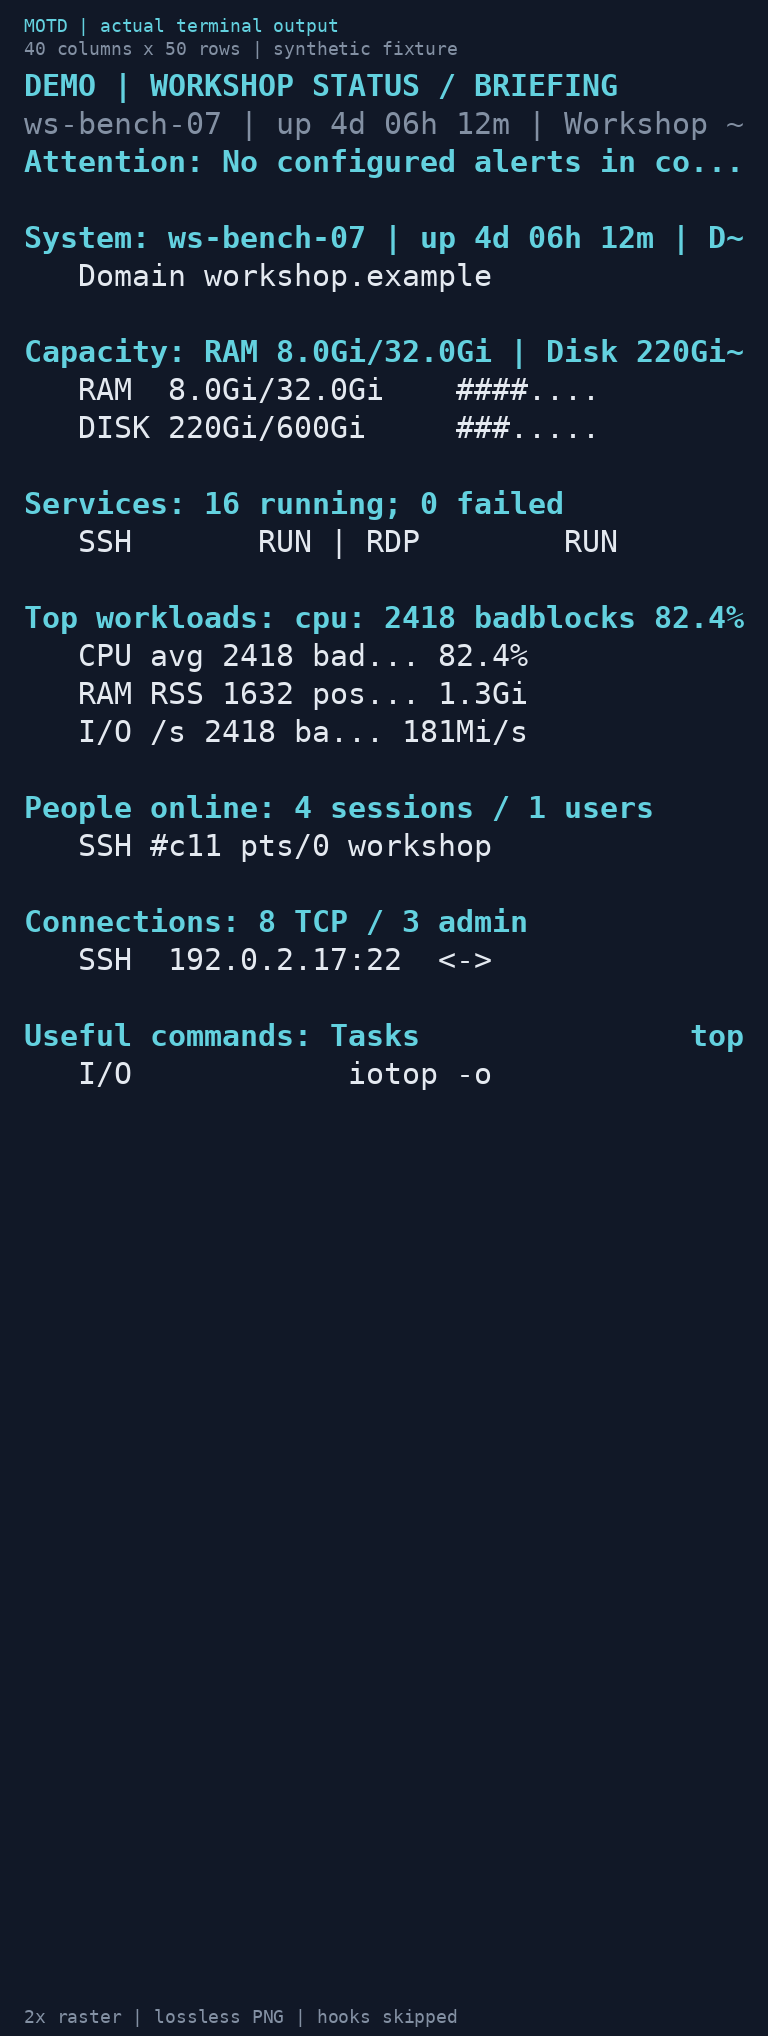 MOTD | actual terminal output
40 columns x 50 rows | synthetic fixture
DEMO | WORKSHOP STATUS / BRIEFING
ws-bench-07 | up 4d 06h 12m | Workshop ~
Attention: No configured alerts in co...
System: ws-bench-07 | up 4d 06h 12m | D~
Domain workshop.example
Capacity: RAM 8.0Gi/32.0Gi | Disk 220Gi~
RAM  8.0Gi/32.0Gi    ####....
DISK 220Gi/600Gi     ###.....
Services: 16 running; 0 failed
SSH       RUN | RDP        RUN
Top workloads: cpu: 2418 badblocks 82.4%
CPU avg 2418 bad... 82.4%
RAM RSS 1632 pos... 1.3Gi
I/O /s 2418 ba... 181Mi/s
People online: 4 sessions / 1 users
SSH #c11 pts/0 workshop
Connections: 8 TCP / 3 admin
SSH  192.0.2.17:22  <->
Useful commands: Tasks               top
I/O            iotop -o
2x raster | lossless PNG | hooks skipped